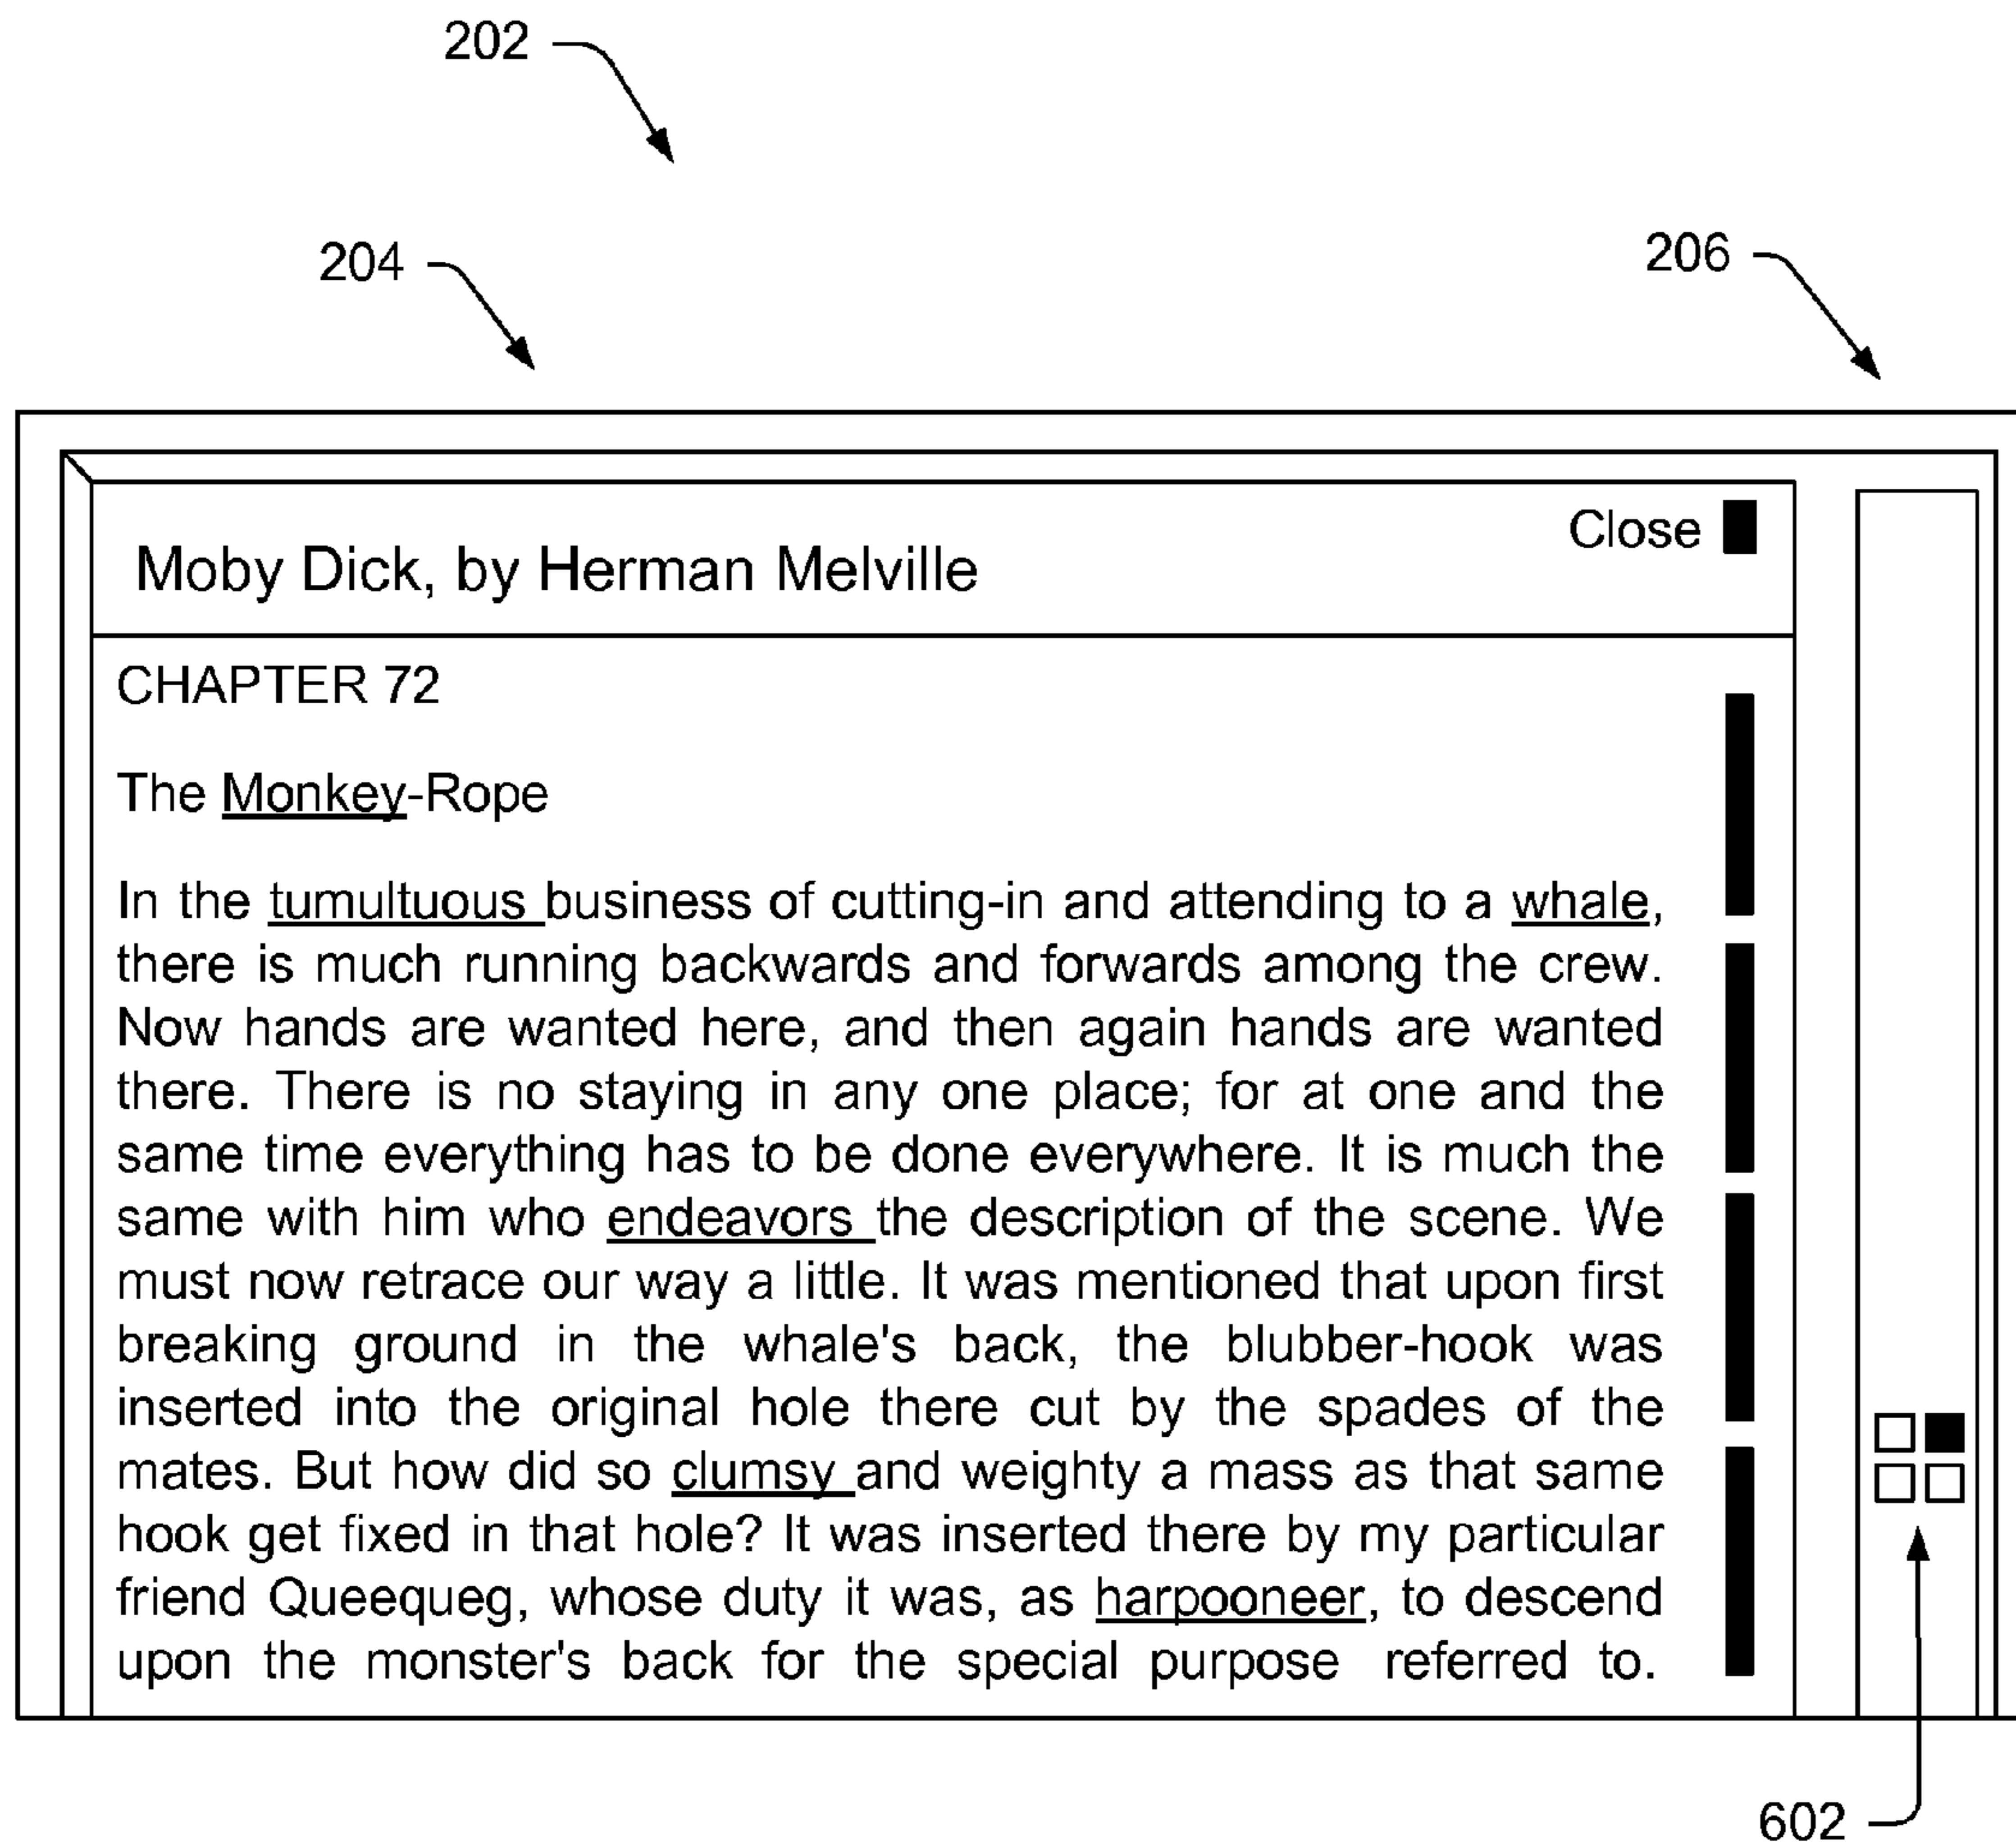 202
204
206
Close
Moby Dick, by Herman Melville
CHAPTER 72
The Monkey-Rope
In the tumultuous business of cutting-in and attending to a whale,
there is much running backwards and forwards among the crew.
Now hands are wanted here, and then again hands are wanted
there. There is no staying in any one place; for at one and the
same time everything has to be done everywhere. It is much the
same with him who endeavors the description of the scene. We
must now retrace our way a little. It was mentioned that upon first
breaking ground in the whale's back, the blubber-hook was
inserted into the original hole there cut by the spades of the
mates. But how did so clumsy and weighty a mass as that same
hook get fixed in that hole? It was inserted there by my particular
friend Queequeg, whose duty it was, as harpooneer, to descend
upon the monster's back for the special purpose referred to.
602